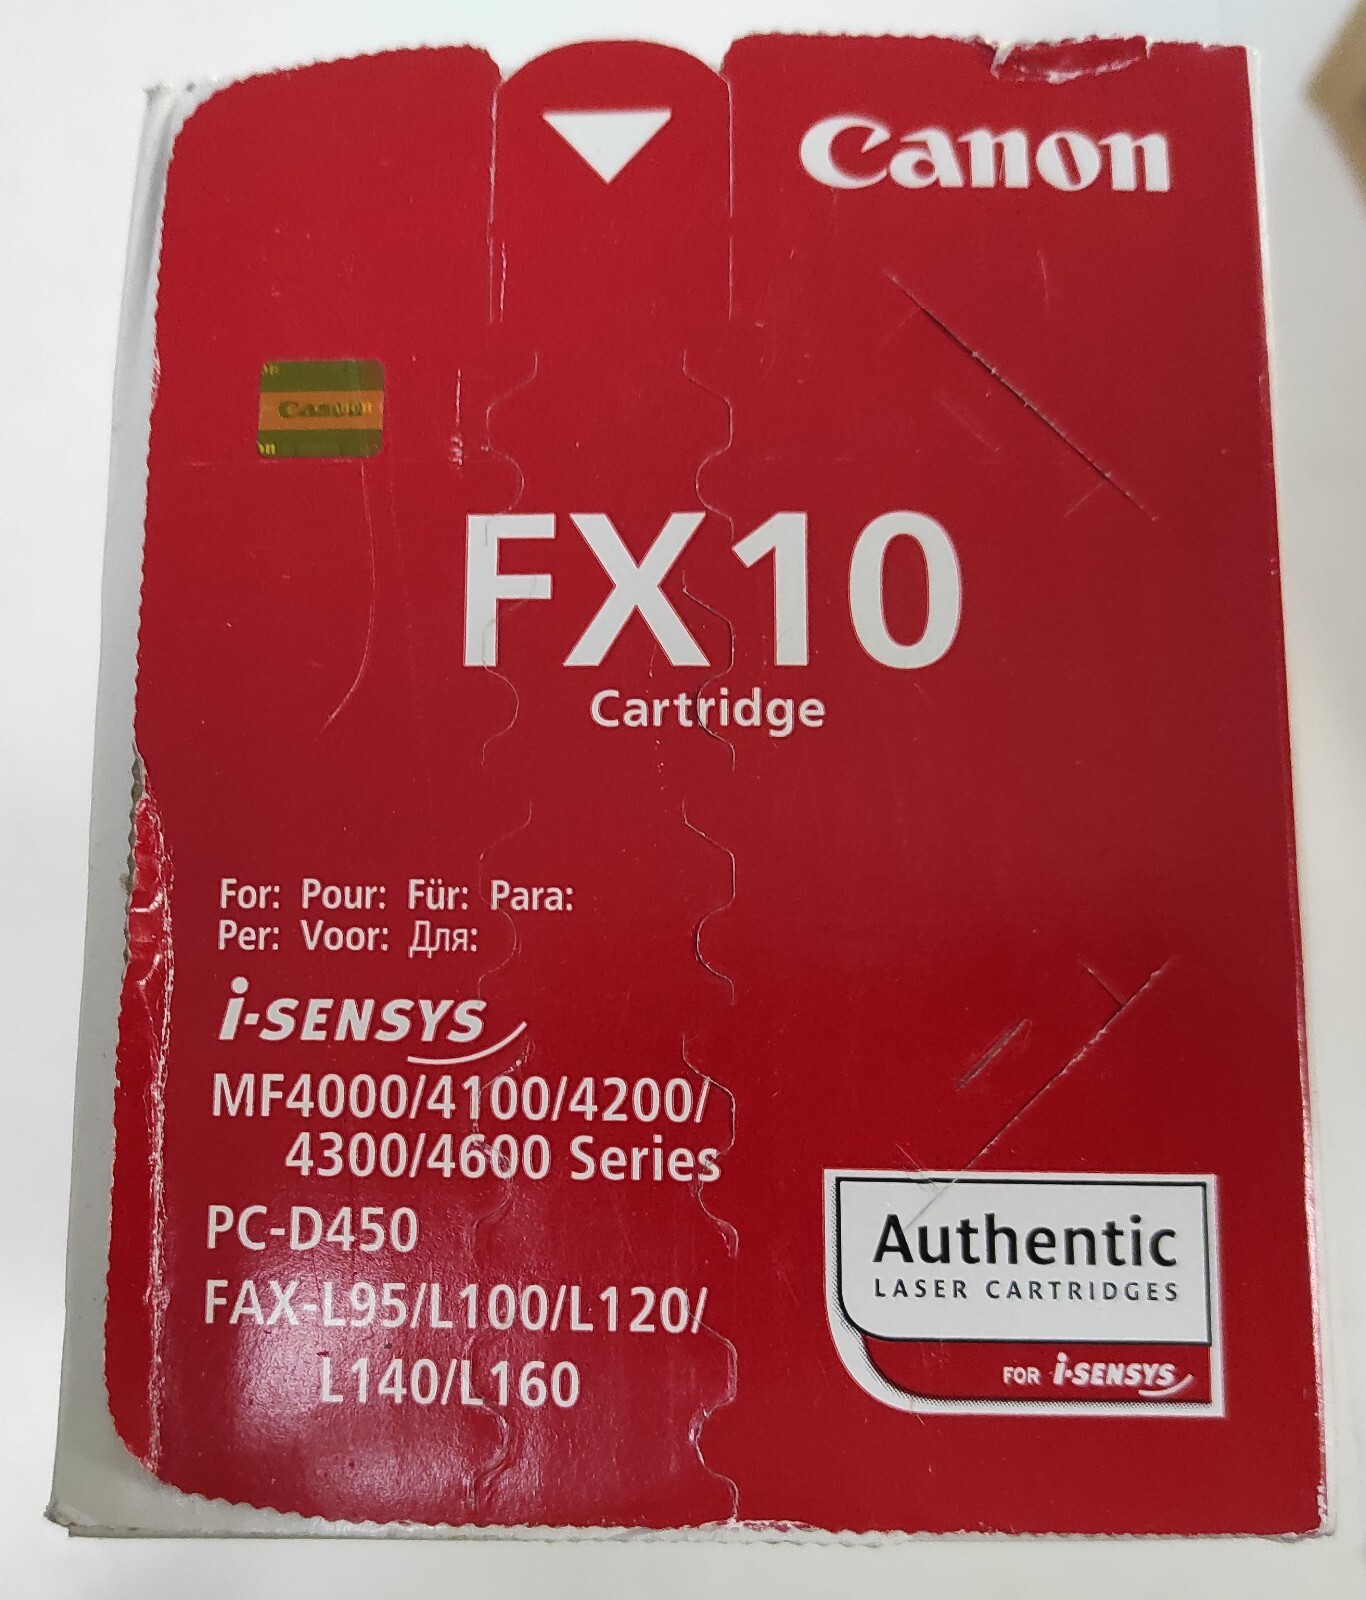 Canon
Canon
FX10
Cartridge
For: Pour: Für: Para:
Per: Voor: Для:
i-SENSYS
MF4000/4100/4200/
4300/4600 Series
PC-D450
FAX-L95/L100/L120/
L140/L160
Authentic
LASER CARTRIDGES
FOR i-SENSYS